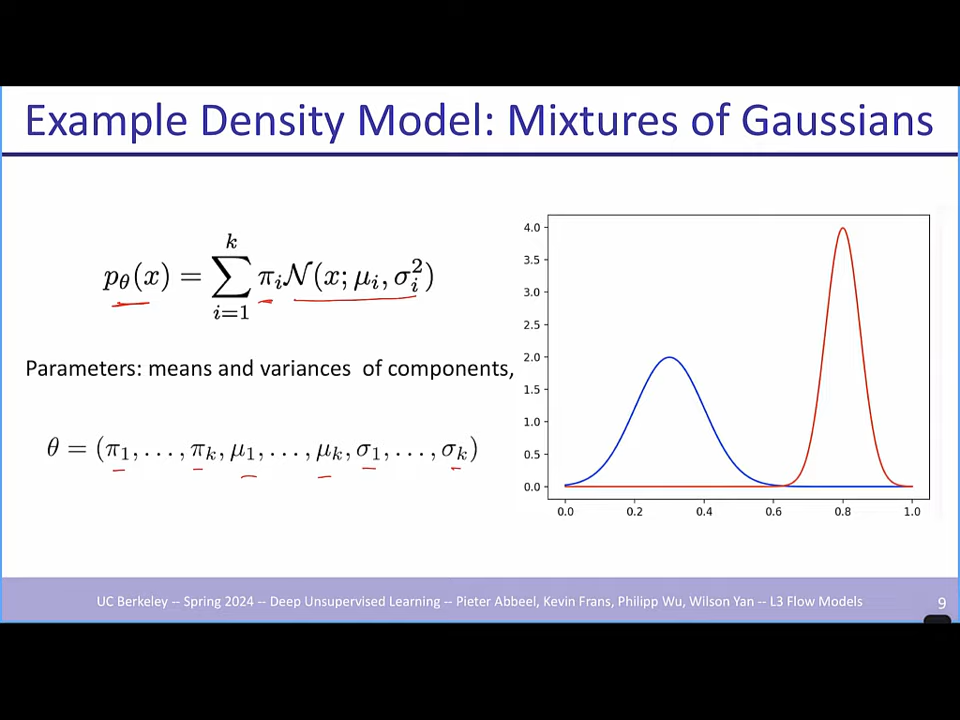 Example Density Model: Mixtures of Gaussians
p_θ(x) = ∑_{i=1}^{k} π_i 𝒩(x; μ_i, σ_i^2)
Parameters: means and variances of components,
θ = (π_1, . . . , π_k, μ_1, . . . , μ_k, σ_1, . . . , σ_k)
4.0
3.5
3.0
2.5
2.0
1.5
1.0
0.5
0.0
0.0 0.2 0.4 0.6 0.8 1.0
UC Berkeley -- Spring 2024 -- Deep Unsupervised Learning -- Pieter Abbeel, Kevin Frans, Philipp Wu, Wilson Yan -- L3 Flow Models
9